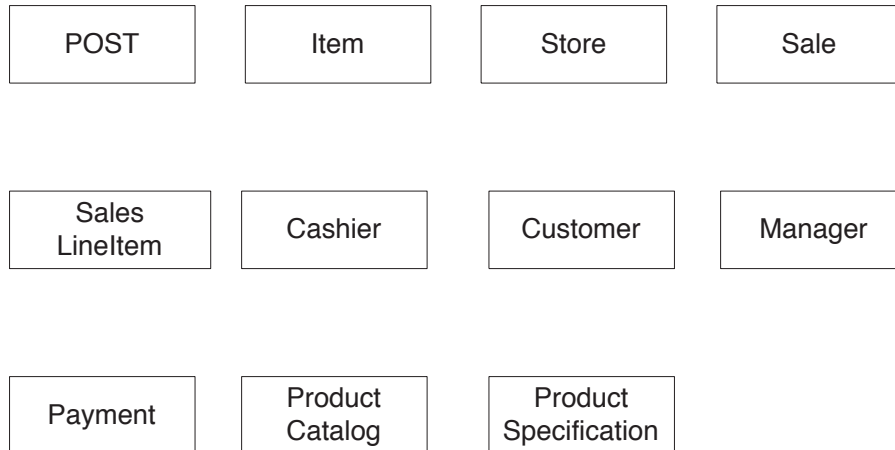 POST
Item
Store
Sale
Sales
LineItem
Cashier
Customer
Manager
Payment
Product
Catalog
Product
Specification